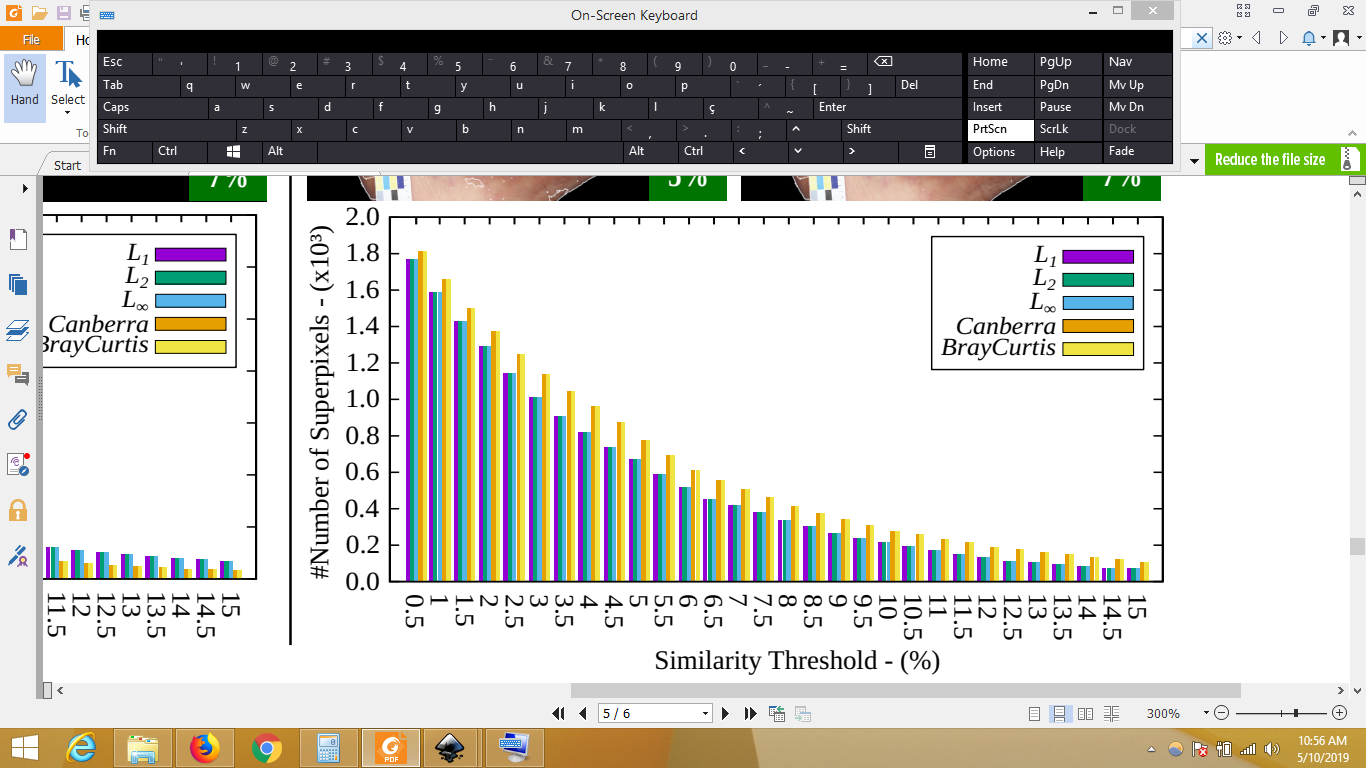 On-Screen Keyboard
File
Esc " ' ! 1 @ 2 # 3 $ 4 % 5 6 & 7 * 8 ( 9 ) 0 _ - + = Home PgUp Nav
Tab q w e r t y u i o p ` ´ { [ } ] Del End PgDn Mv Up
Caps a s d f g h j k l ç ^ ~ Enter Insert Pause Mv Dn
Shift z x c v b n m < , > . : ; Shift PrtScn ScrLk Dock
Fn Ctrl Alt Alt Ctrl Options Help Fade
Hand
Select
Start
Reduce the file size
7%
5%
7%
L1
L2
L∞
Canberra
BrayCurtis
11.5 12 12.5 13 13.5 14 14.5 15
#Number of Superpixels - (x10³)
2.0
1.8
1.6
1.4
1.2
1.0
0.8
0.6
0.4
0.2
0.0
L1
L2
L∞
Canberra
BrayCurtis
0.5 1 1.5 2 2.5 3 3.5 4 4.5 5 5.5 6 6.5 7 7.5 8 8.5 9 9.5 10 10.5 11 11.5 12 12.5 13 13.5 14 14.5 15
Similarity Threshold - (%)
5 / 6
300%
PDF
10:56 AM
5/10/2019